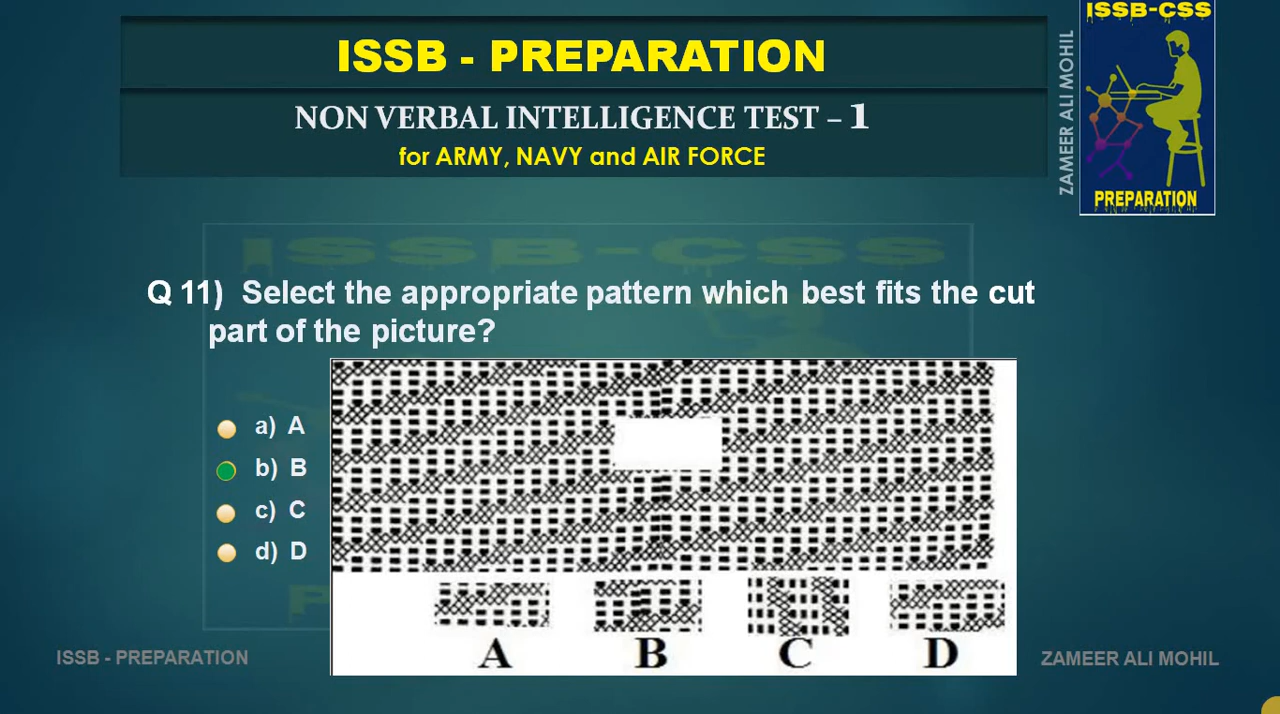 ISSB-CSS
ISSB - PREPARATION
ZAMEER ALI MOHIL
NON VERBAL INTELLIGENCE TEST – 1
for ARMY, NAVY and AIR FORCE
PREPARATION
ISSB-CSS
Q 11) Select the appropriate pattern which best fits the cut
part of the picture?
a) A
b) B
c) C
d) D
A B C D
ISSB - PREPARATION
ZAMEER ALI MOHIL